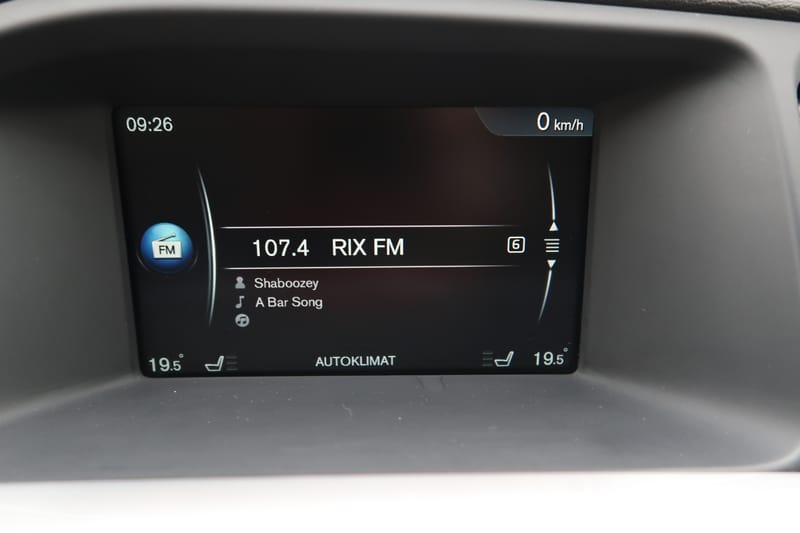 09:26
0 km/h
FM
107.4 RIX FM 6
Shaboozey
A Bar Song
19.5° AUTOKLIMAT 19.5°